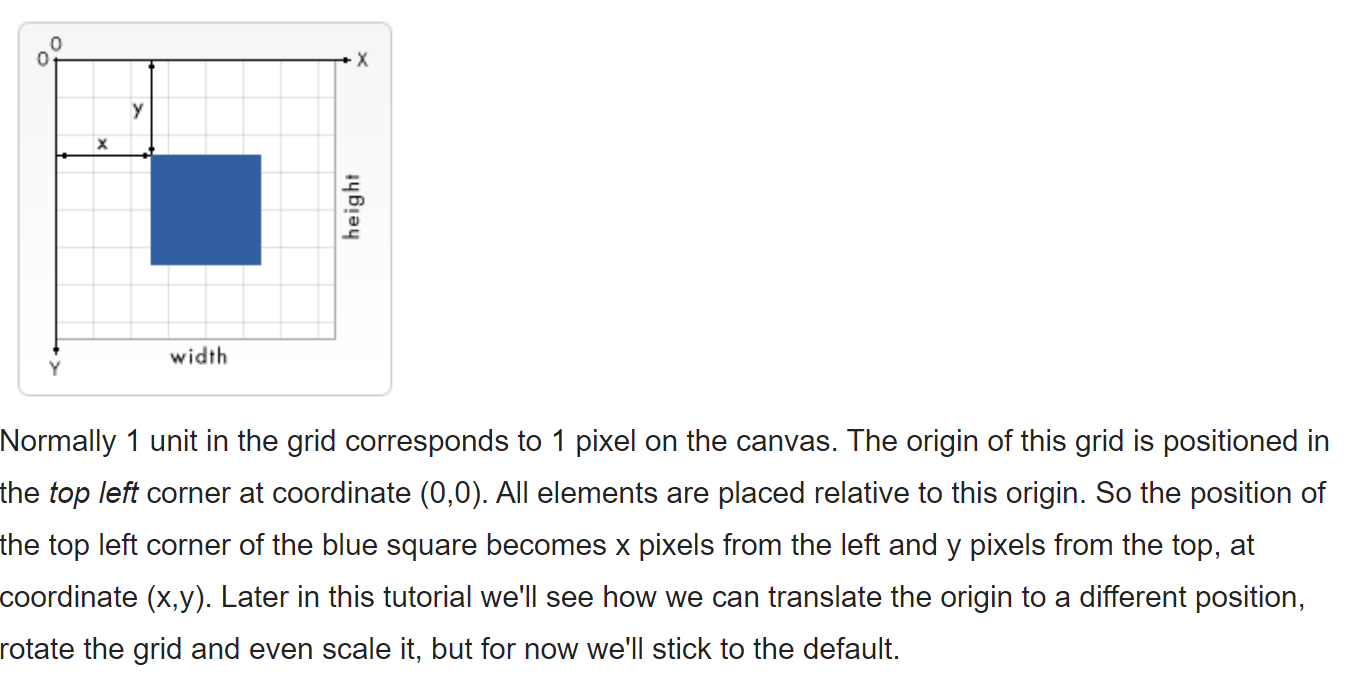 0
0
X
y
x
height
width
Y
Normally 1 unit in the grid corresponds to 1 pixel on the canvas. The origin of this grid is positioned in
the top left corner at coordinate (0,0). All elements are placed relative to this origin. So the position of
the top left corner of the blue square becomes x pixels from the left and y pixels from the top, at
coordinate (x,y). Later in this tutorial we'll see how we can translate the origin to a different position,
rotate the grid and even scale it, but for now we'll stick to the default.